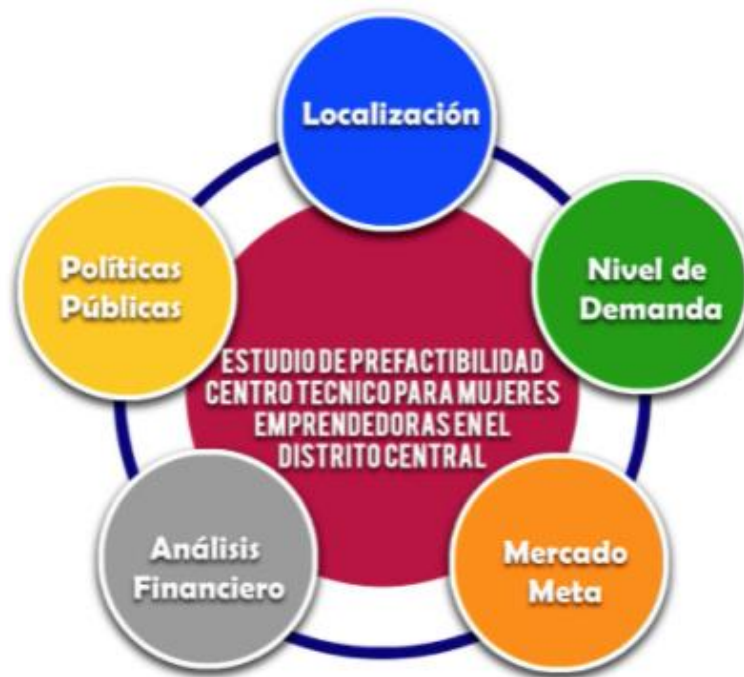 Localización
Nivel de
Demanda
Mercado
Meta
Análisis
Financiero
Políticas
Públicas
ESTUDIO DE PREFACTIBILIDAD
CENTRO TECNICO PARA MUJERES
EMPRENDEDORAS EN EL
DISTRITO CENTRAL